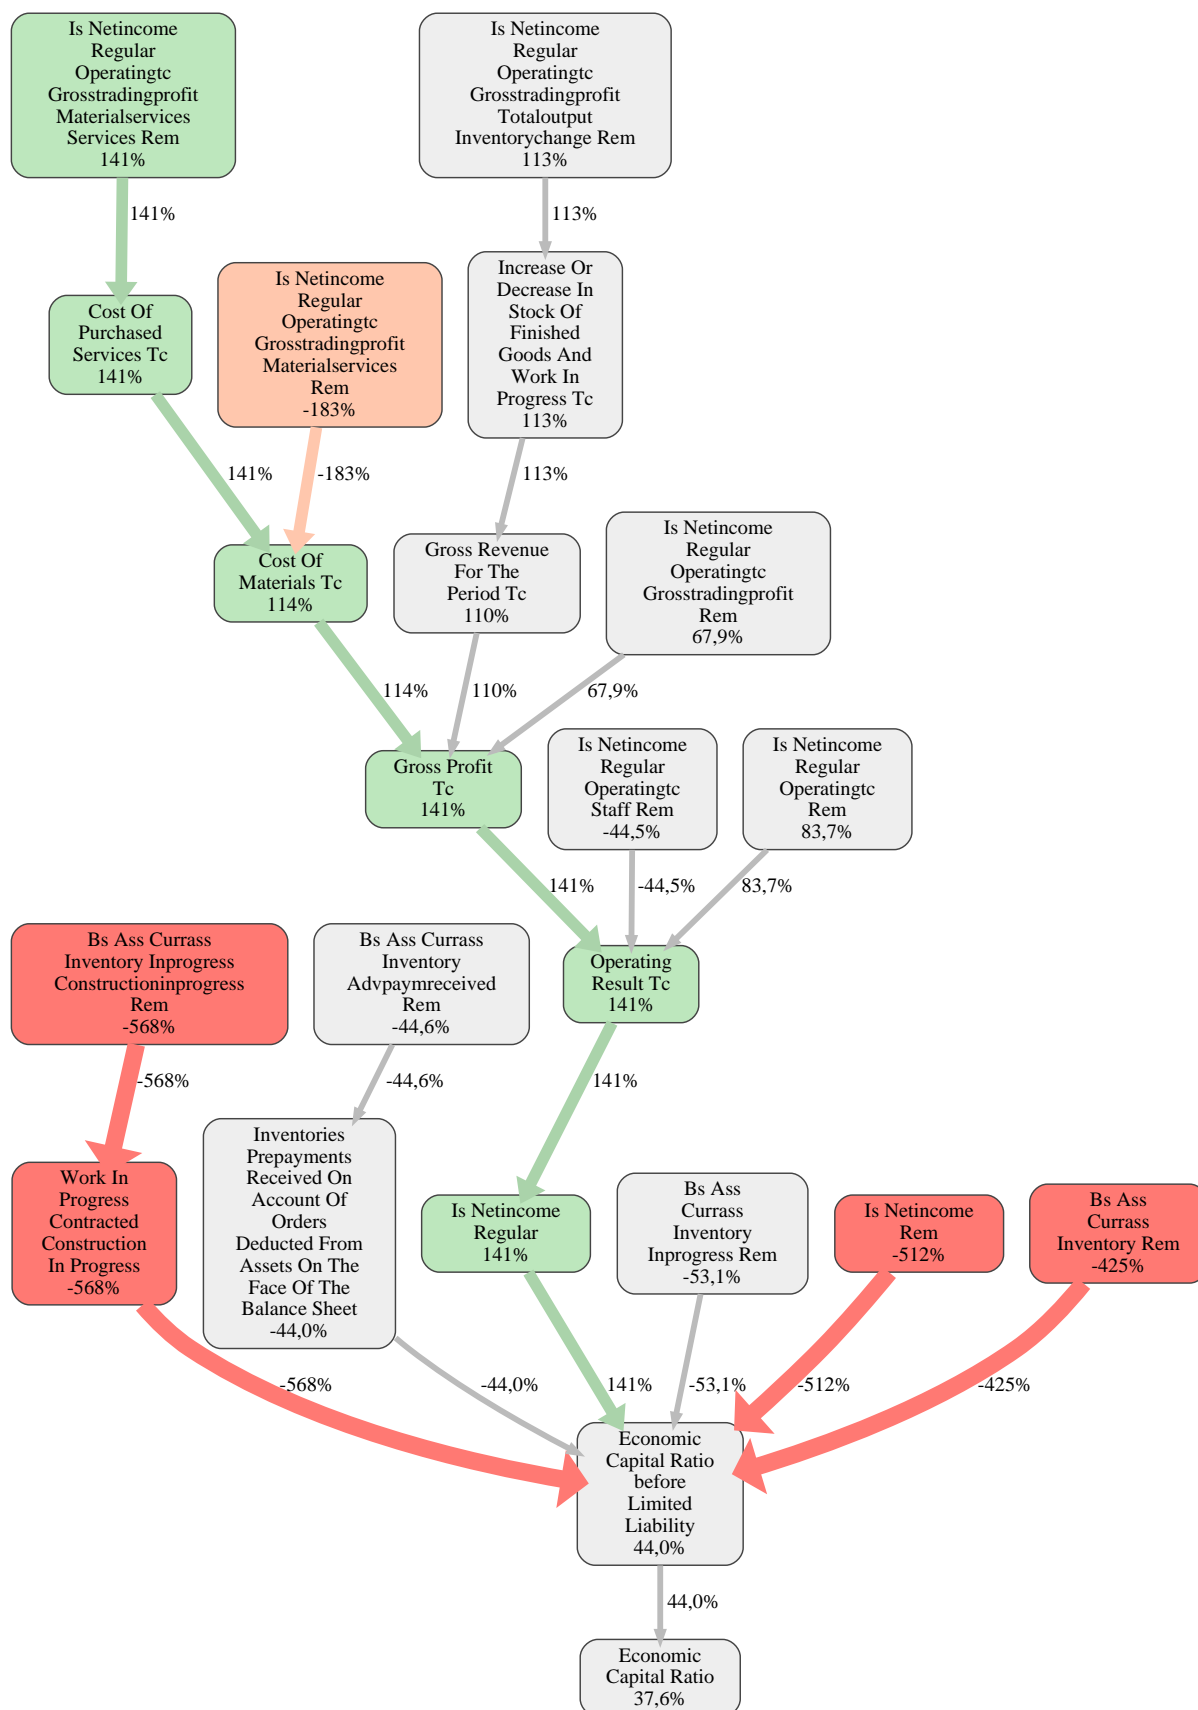 Is Netincome
Regular
Operatingtc
Grosstradingprofit
Materialservices
Services Rem
141%
Is Netincome
Regular
Operatingtc
Grosstradingprofit
Totaloutput
Inventorychange Rem
113%
141%
113%
Cost Of
Purchased
Services Tc
141%
Is Netincome
Regular
Operatingtc
Grosstradingprofit
Materialservices
Rem
-183%
Increase Or
Decrease In
Stock Of
Finished
Goods And
Work In
Progress Tc
113%
141%
-183%
113%
Cost Of
Materials Tc
114%
Gross Revenue
For The
Period Tc
110%
Is Netincome
Regular
Operatingtc
Grosstradingprofit
Rem
67,9%
114%
110%
67,9%
Gross Profit
Tc
141%
Is Netincome
Regular
Operatingtc
Staff Rem
-44,5%
Is Netincome
Regular
Operatingtc
Rem
83,7%
141%
-44,5%
83,7%
Bs Ass Currass
Inventory Inprogress
Constructioninprogress
Rem
-568%
Bs Ass Currass
Inventory
Advpaymreceived
Rem
-44,6%
Operating
Result Tc
141%
-568%
-44,6%
141%
Work In
Progress
Contracted
Construction
In Progress
-568%
Inventories
Prepayments
Received On
Account Of
Orders
Deducted From
Assets On The
Face Of The
Balance Sheet
-44,0%
Is Netincome
Regular
141%
Bs Ass
Currass
Inventory
Inprogress Rem
-53,1%
Is Netincome
Rem
-512%
Bs Ass
Currass
Inventory Rem
-425%
-568%
-44,0%
141%
-53,1%
-512%
-425%
Economic
Capital Ratio
before
Limited
Liability
44,0%
44,0%
Economic
Capital Ratio
37,6%